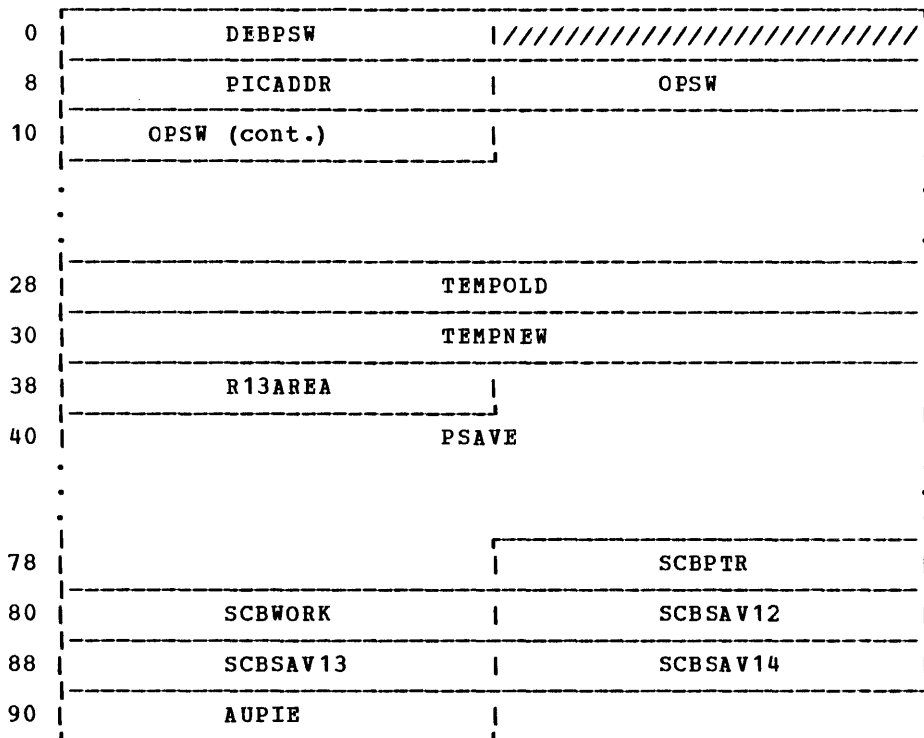 0 DEBPSW ///////////////////////////
8 PICADDR OPSW
10 OPSW (cont.)
28 TEMPOLD
30 TEMPNEW
38 R13AREA
40 PSAVE
78 SCBPTR
80 SCBWORK SCBSAV12
88 SCBSAV13 SCBSAV14
90 AUPIE